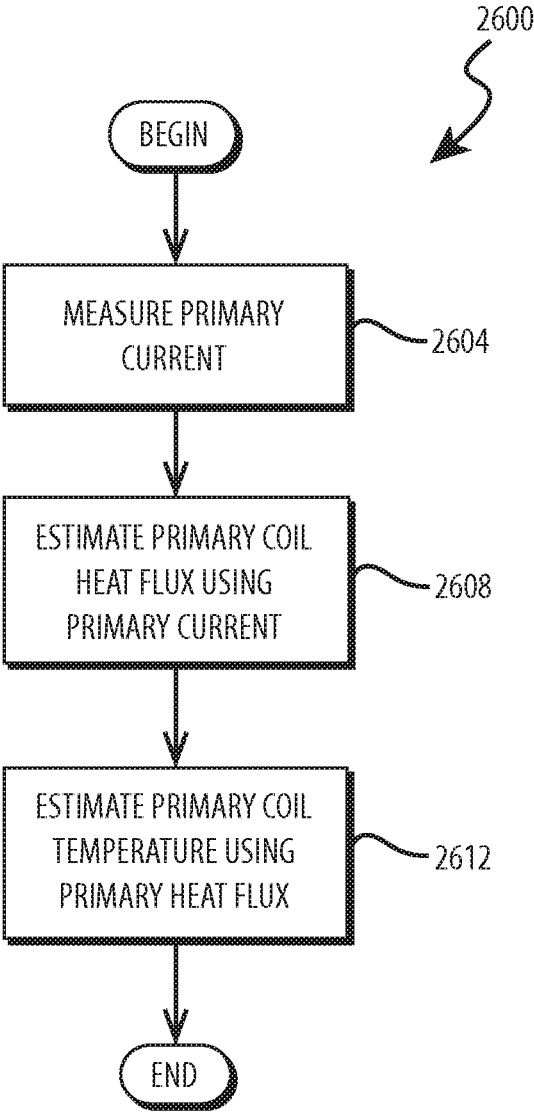 2600
BEGIN
MEASURE PRIMARY
CURRENT
2604
ESTIMATE PRIMARY COIL
HEAT FLUX USING
PRIMARY CURRENT
2608
ESTIMATE PRIMARY COIL
TEMPERATURE USING
PRIMARY HEAT FLUX
2612
END